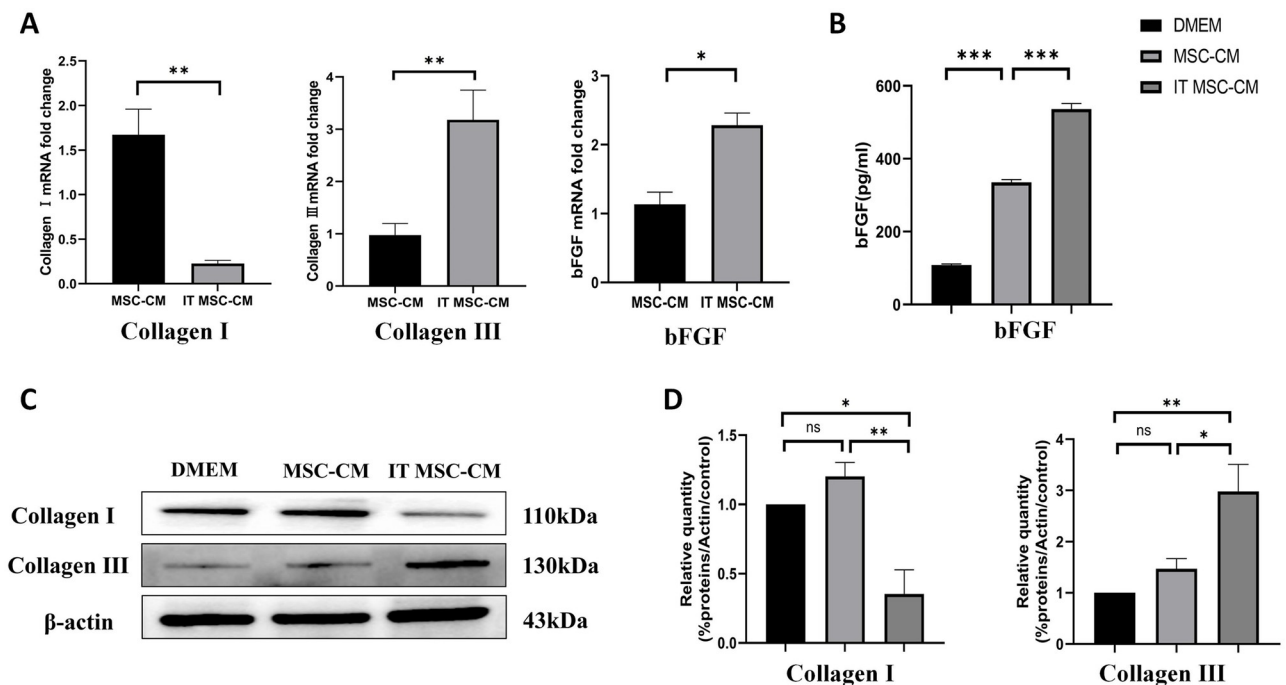 A
B
DMEM
MSC-CM
IT MSC-CM
**
2.0
1.5
1.0
0.5
0.0
Collagen Ⅰ mRNA fold change
MSC-CM IT MSC-CM
Collagen I
**
4
3
2
1
0
Collagen Ⅲ mRNA fold change
MSC-CM IT MSC-CM
Collagen III
*
3
2
1
0
bFGF mRNA fold change
MSC-CM IT MSC-CM
bFGF
*** ***
600
400
200
0
bFGF(pg/ml)
bFGF
C
DMEM MSC-CM IT MSC-CM
Collagen I 110kDa
Collagen III 130kDa
β-actin 43kDa
D
*
ns **
1.5
1.0
0.5
0.0
Relative quantity
(%proteins/Actin/control)
Collagen I
**
ns *
4
3
2
1
0
Relative quantity
(%proteins/Actin/control)
Collagen III